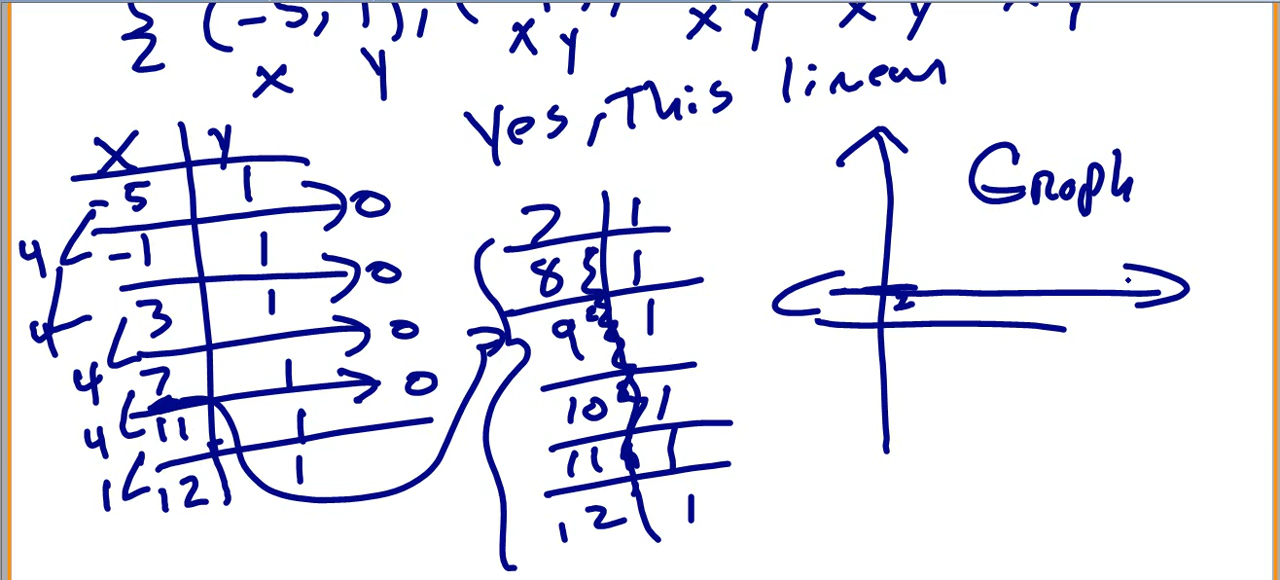 { (-5, 1), (
x y x y x y x y x y
Yes, This linear
X | y
-5 | 1 0
4 -1 | 1 0
4 3 | 1 0
4 7 | 1 0
4 11 | 1
1 12 | 1
7 | 1
8 | 1
9 | 1
10 | 1
11 | 1
12 | 1
Graph